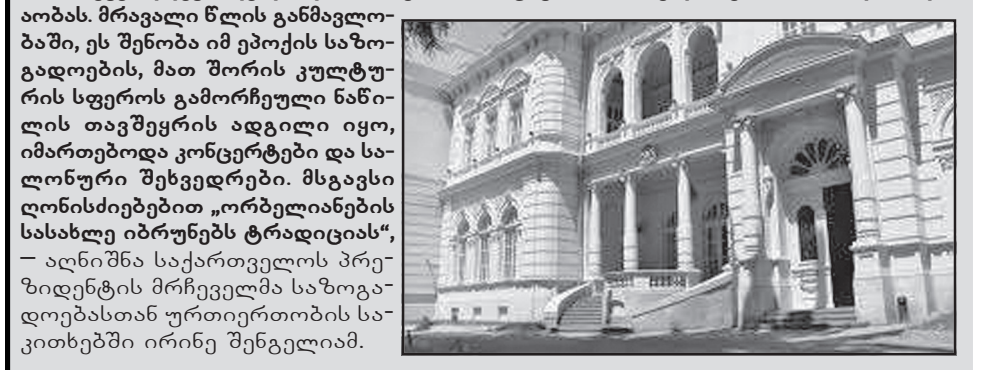 აობას. მრავალი წლის განმავლო-
ბაში, ეს შენობა იმ ეპოქის საზო-
გადოების, მათ შორის კულტუ-
რის სფეროს გამორჩეული ნაწი-
ლის თავშეყრის ადგილი იყო,
იმართებოდა კონცერტები და სა-
ლონური შეხვედრები. მსგავსი
ღონისძიებებით „ორბელიანების
სასახლე იბრუნებს ტრადიციას“,
— აღნიშნა საქართველოს პრე-
ზიდენტის მრჩეველმა საზოგა-
დოებასთან ურთიერთობის სა-
კითხებში ირინე შენგელიამ.